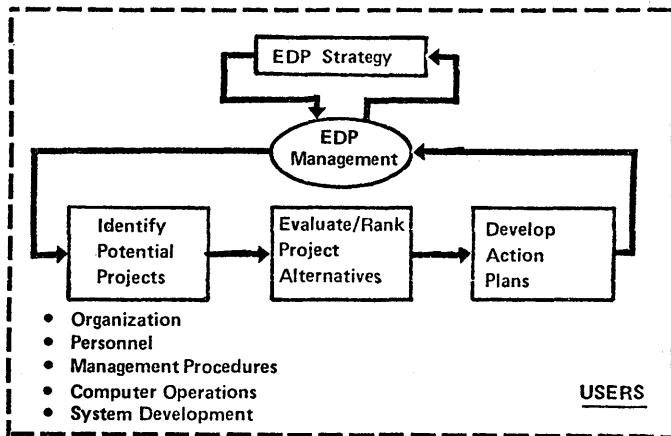 EDP Strategy
EDP
Management
Identify
Potential
Projects
Evaluate/Rank
Project
Alternatives
Develop
Action
Plans
• Organization
• Personnel
• Management Procedures
• Computer Operations
• System Development
USERS